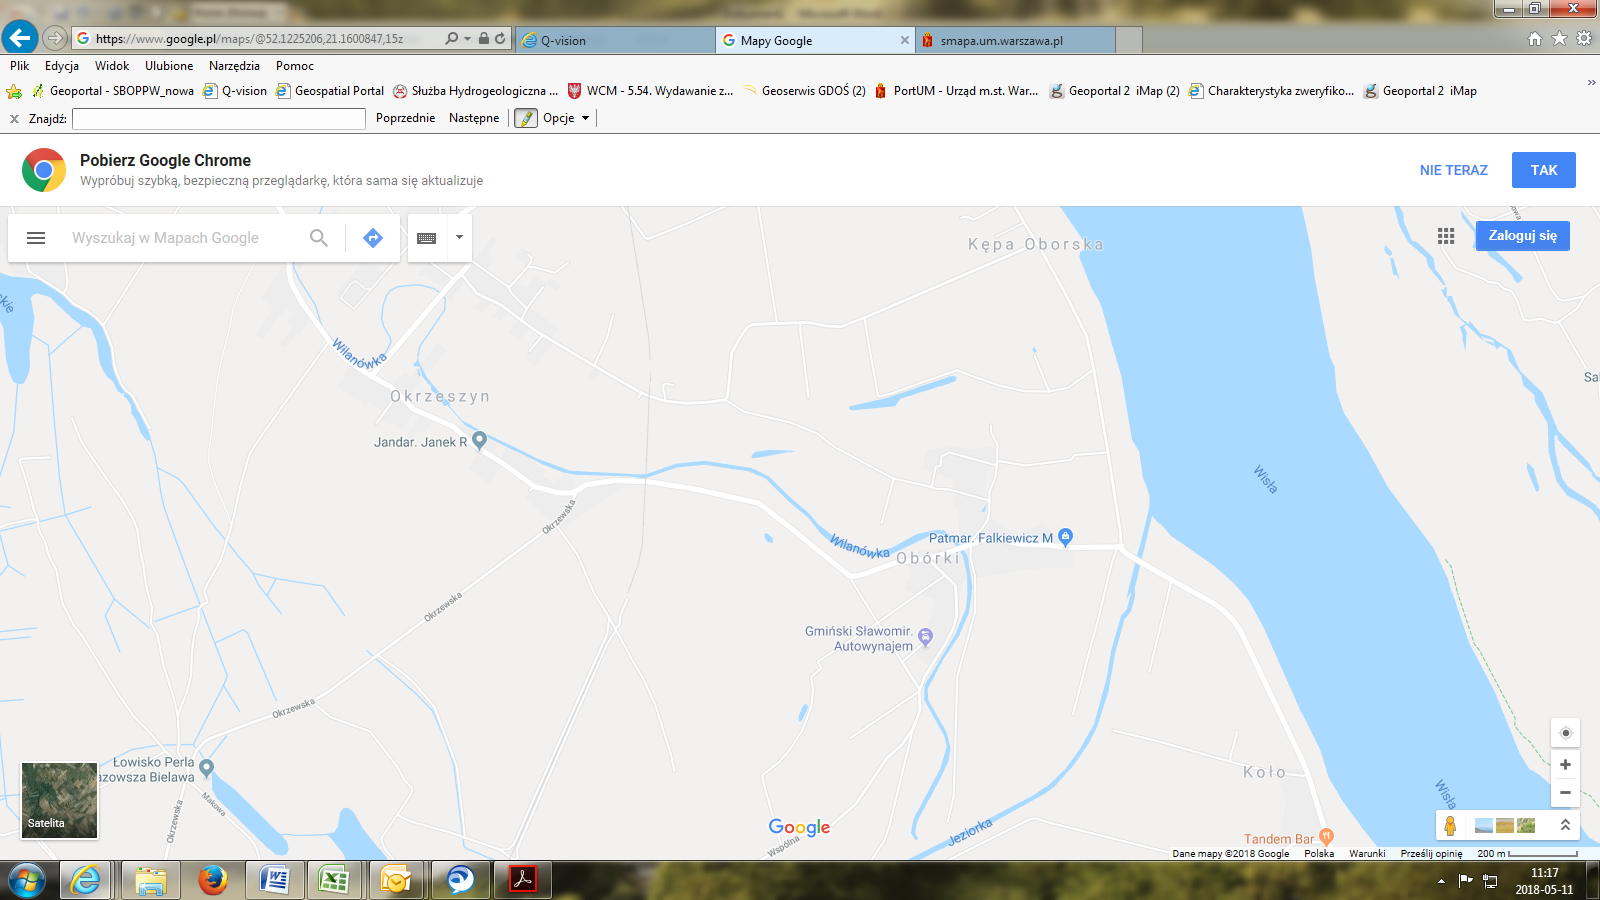 https://www.google.pl/maps/@52.1225206,21.1600847,15z
Q-vision
Mapy Google
smapa.um.warszawa.pl
Plik Edycja Widok Ulubione Narzędzia Pomoc
Geoportal - SBOPPW_nowa
Q-vision
Geospatial Portal
Służba Hydrogeologiczna ...
WCM - 5.54. Wydawanie z...
Geoserwis GDOŚ (2)
PortUM - Urząd m.st. War...
Geoportal 2 iMap (2)
Charakterystyka zweryfiko...
Geoportal 2 iMap
x Znajdź: Poprzednie Następne Opcje
Pobierz Google Chrome
Wypróbuj szybką, bezpieczną przeglądarkę, która sama się aktualizuje
NIE TERAZ
TAK
Wyszukaj w Mapach Google
Zaloguj się
Kępa Oborska
Wilanówka
Okrzeszyn
Jandar. Janek R
Okrzewska
Wisła
Wilanówka
Patmar. Falkiewicz M
Obórki
Okrzewska
Gmiński Sławomir.
Autowynajem
Okrzewska
Łowisko Perla
azowsza Bielawa
Makowa
Okrzewska
Koło
Wisła
Satelita
Google
Wspólna
Jeziorka
Tandem Bar
Dane mapy ©2018 Google Polska Warunki Prześlij opinię 200 m
11:17
2018-05-11